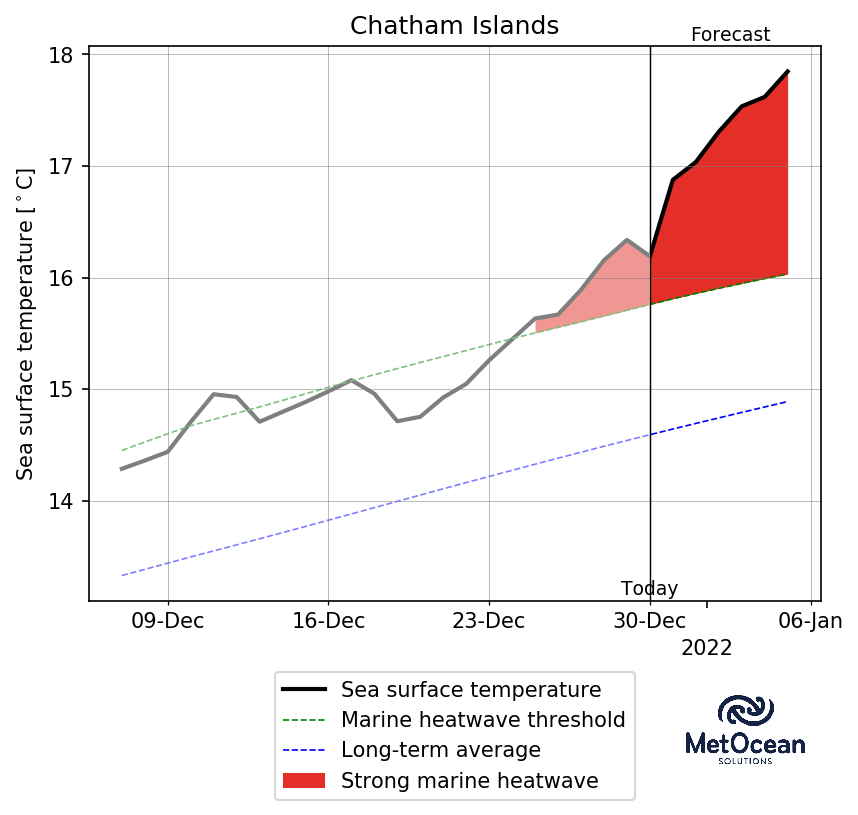 Chatham Islands
Forecast
18
17
16
15
14
Sea surface temperature [°C]
Today
09-Dec 16-Dec 23-Dec 30-Dec 06-Jan
2022
Sea surface temperature
Marine heatwave threshold
Long-term average
Strong marine heatwave
MetOcean
SOLUTIONS